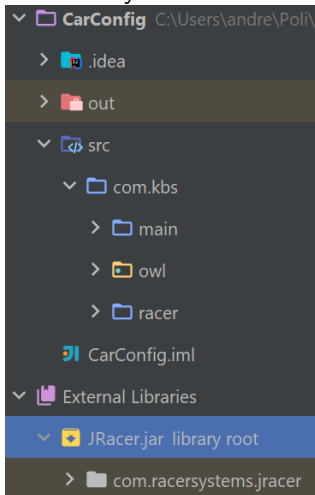 CarConfig C:\Users\andre\Poli\
.idea
out
src
com.kbs
main
owl
racer
CarConfig.iml
External Libraries
JRacer.jar library root
com.racersystems.jracer